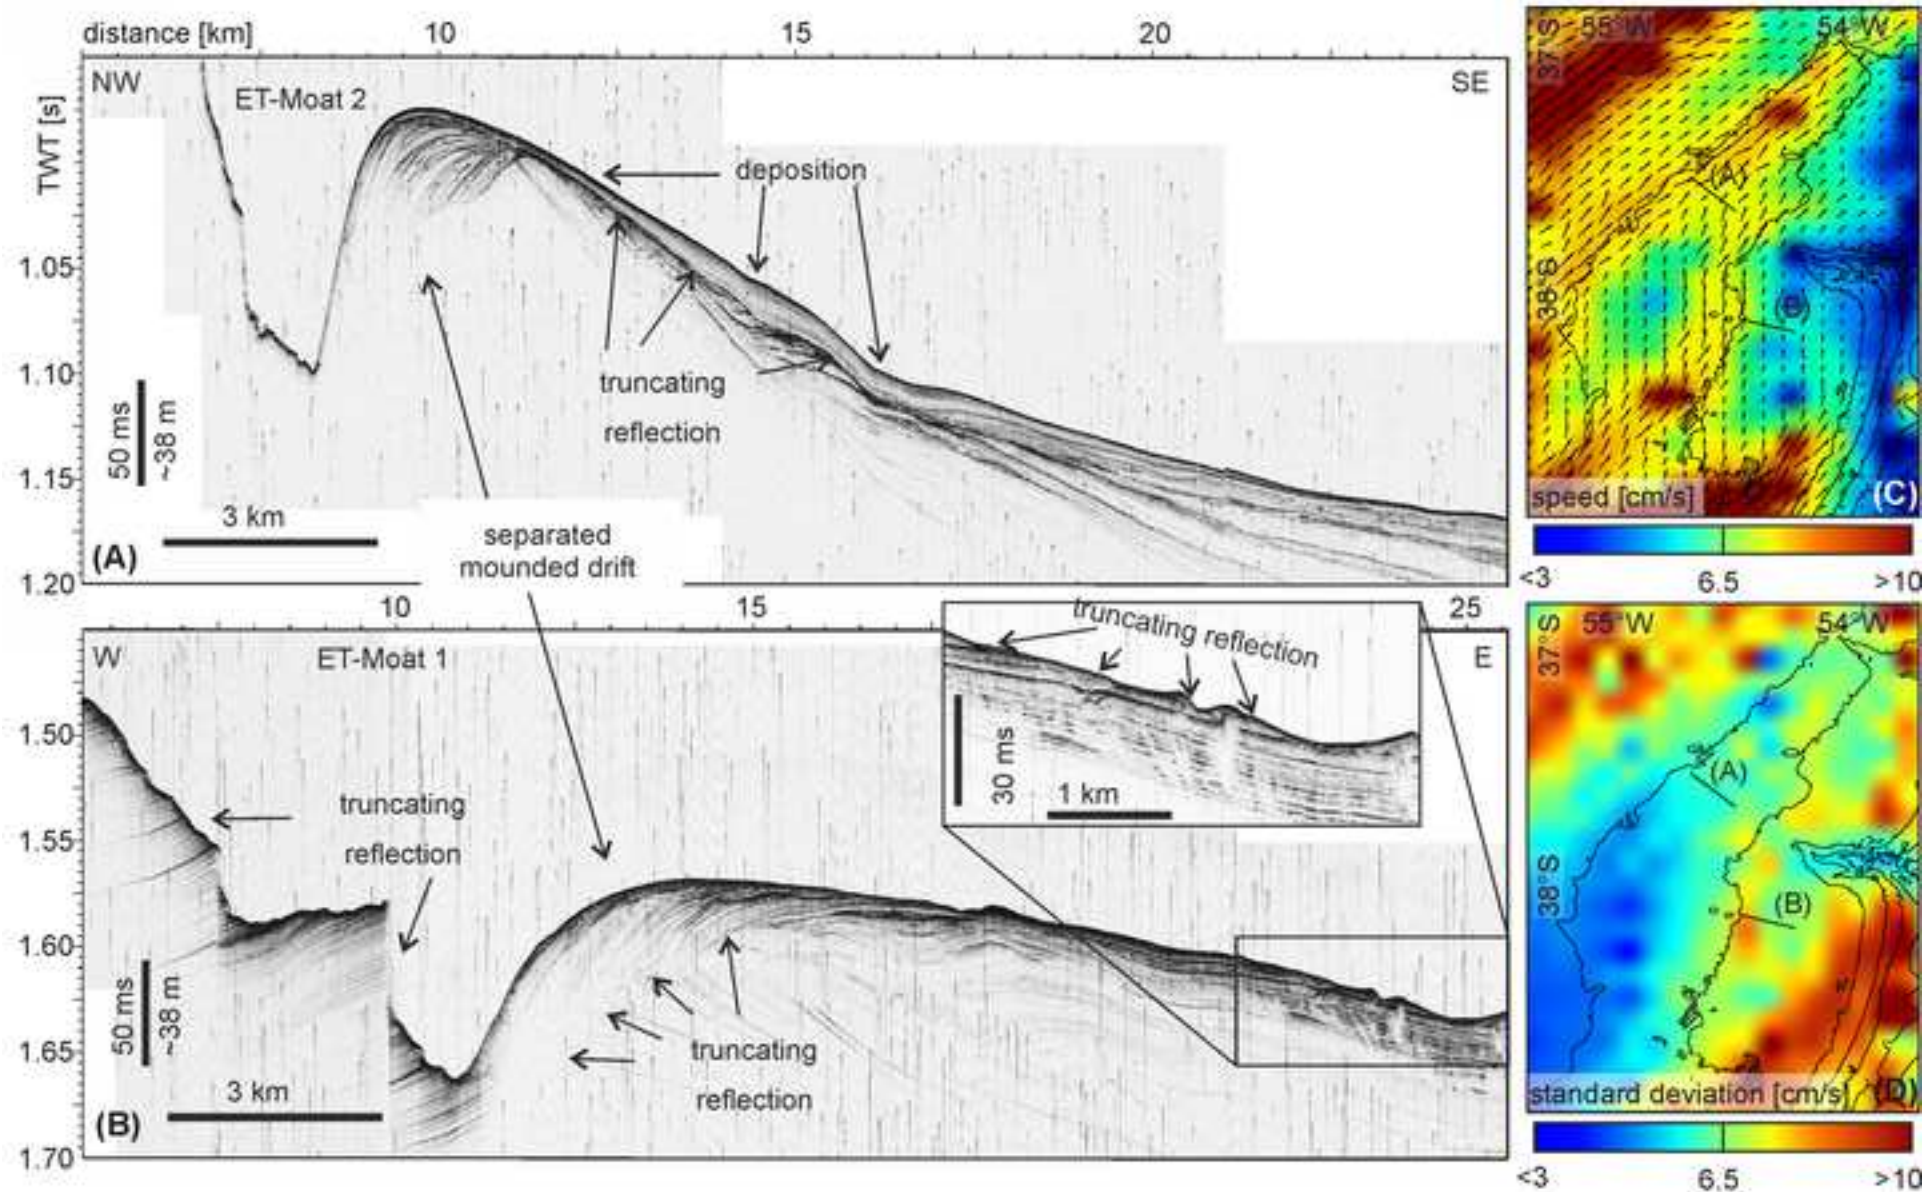 distance [km]
10
15
20
NW
ET-Moat 2
SE
TWT [s]
deposition
1.05
1.10
truncating
reflection
50 ms
~38 m
1.15
3 km
separated
mounded drift
(A)
1.20
10
15
25
W
ET-Moat 1
E
truncating reflection
30 ms
1 km
1.50
truncating
reflection
1.55
1.60
50 ms
~38 m
1.65
truncating
reflection
3 km
(B)
1.70
55°W
54°W
37°S
(A)
38°S
(B)
speed [cm/s]
(C)
<3
6.5
>10
55°W
54°W
37°S
(A)
38°S
(B)
standard deviation [cm/s]
(D)
<3
6.5
>10